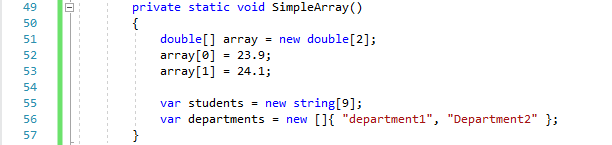 49 private static void SimpleArray()
50 {
51 double[] array = new double[2];
52 array[0] = 23.9;
53 array[1] = 24.1;
54
55 var students = new string[9];
56 var departments = new []{ "department1", "Department2" };
57 }